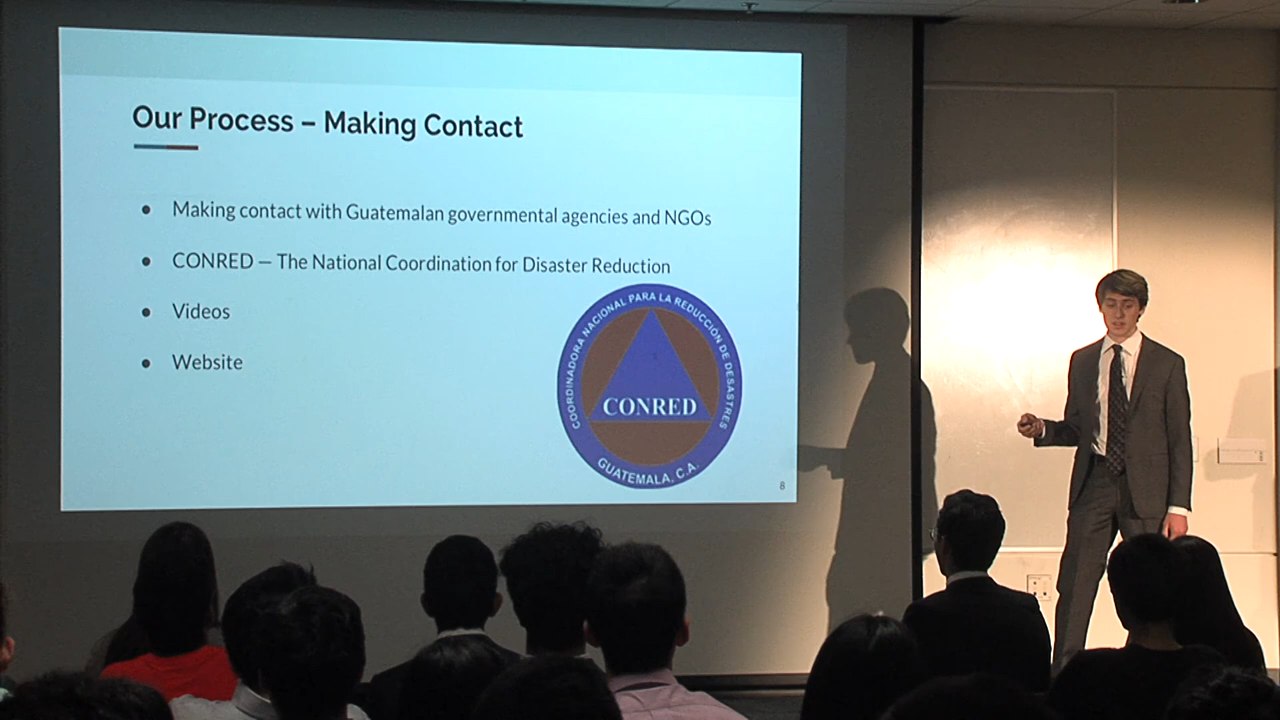 Our Process – Making Contact
● Making contact with Guatemalan governmental agencies and NGOs
● CONRED — The National Coordination for Disaster Reduction
● Videos
● Website
COORDINADORA NACIONAL PARA LA REDUCCIÓN DE DESASTRES
CONRED
GUATEMALA, C.A.
8